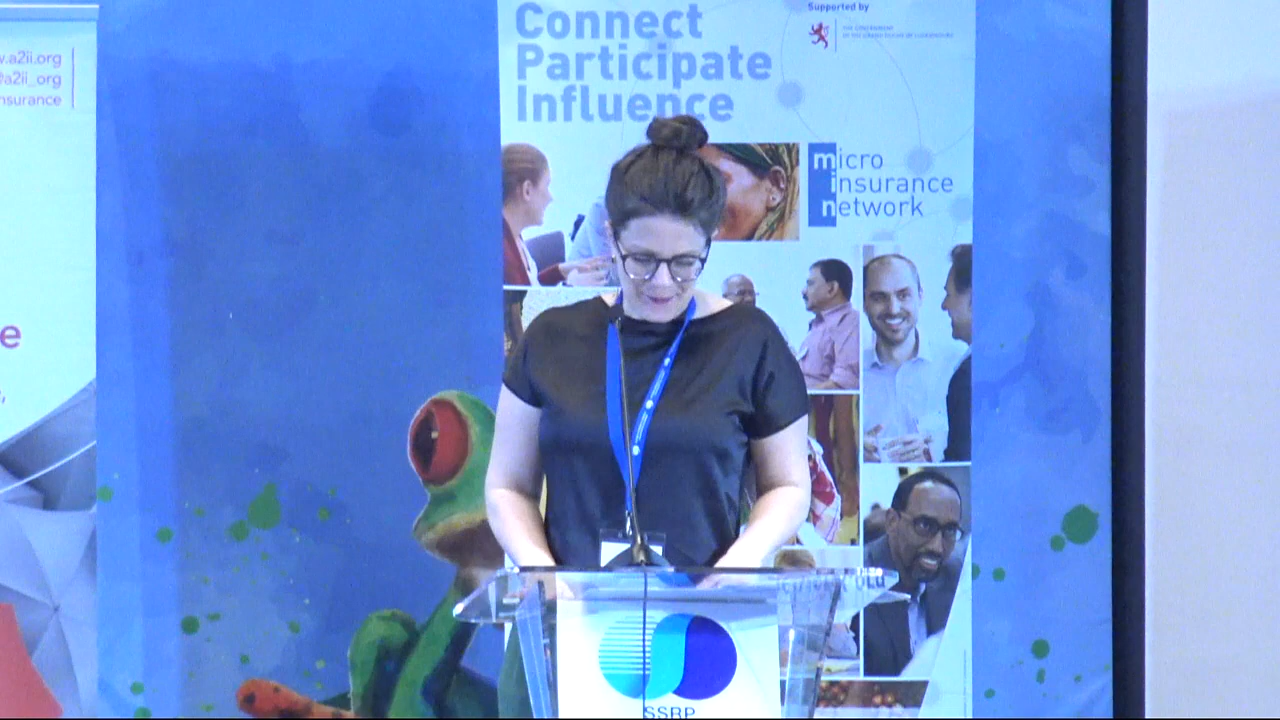 w.a2ii.org
@a2ii_org
nsurance
e
Connect
Participate
Influence
Supported by
micro
insurance
network
SSRP